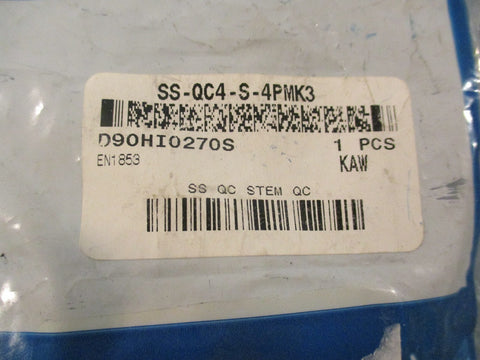 SS-QC4-S-4PMK3
D90HI0270S 1 PCS
EN1853 KAW
SS QC STEM QC